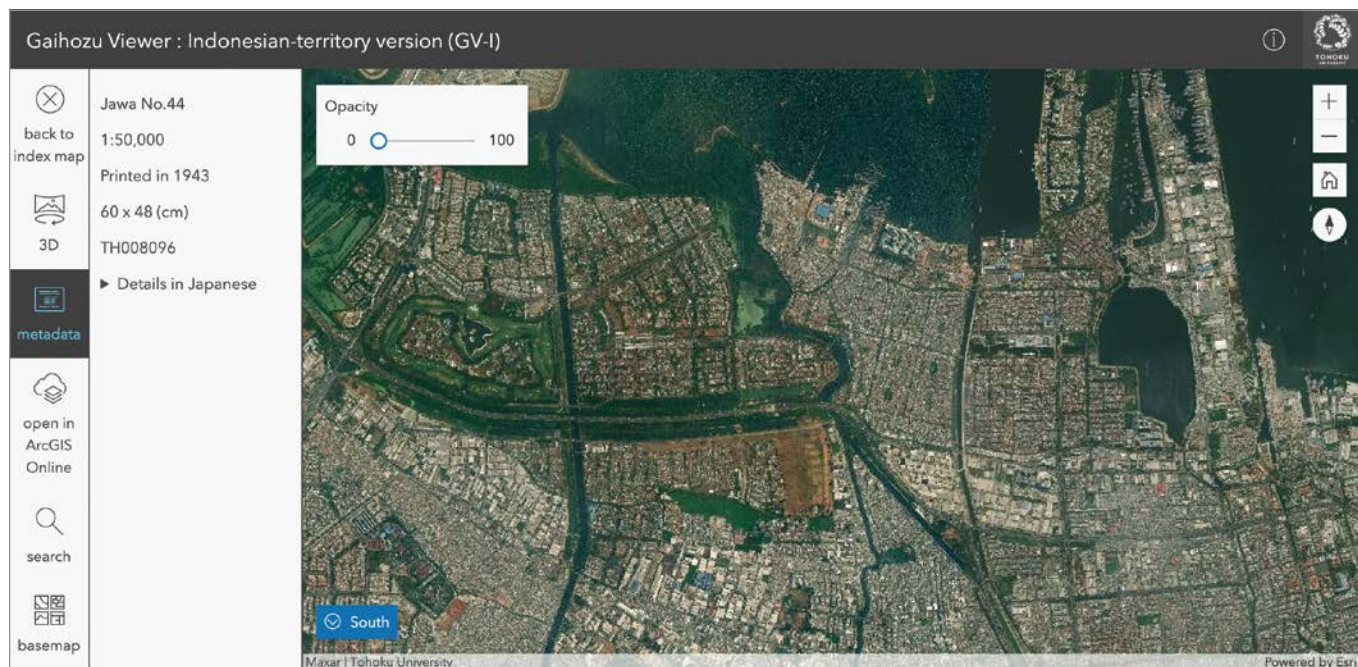 Gaihozu Viewer : Indonesian-territory version (GV-I)
TOHOKU
UNIVERSITY
back to
index map
3D
metadata
open in
ArcGIS
Online
search
basemap
Jawa No.44
1:50,000
Printed in 1943
60 x 48 (cm)
TH008096
Details in Japanese
Opacity
0 100
South
Maxar | Tohoku University
Powered by Esri